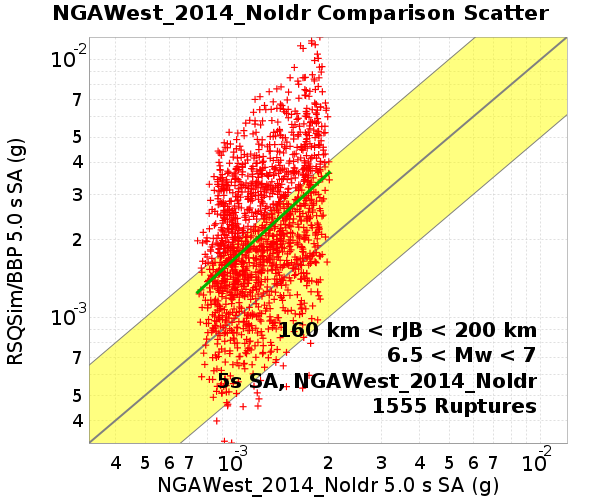 NGAWest_2014_NoIdr Comparison Scatter
10-2
7
5
4
3
2
10-3
7
5
4
RSQSim/BBP 5.0 s SA (g)
160 km < rJB < 200 km
6.5 < Mw < 7
5s SA, NGAWest_2014_NoIdr
1555 Ruptures
4 5 6 7 10-3 2 3 4 5 6 7 10-2
NGAWest_2014_NoIdr 5.0 s SA (g)